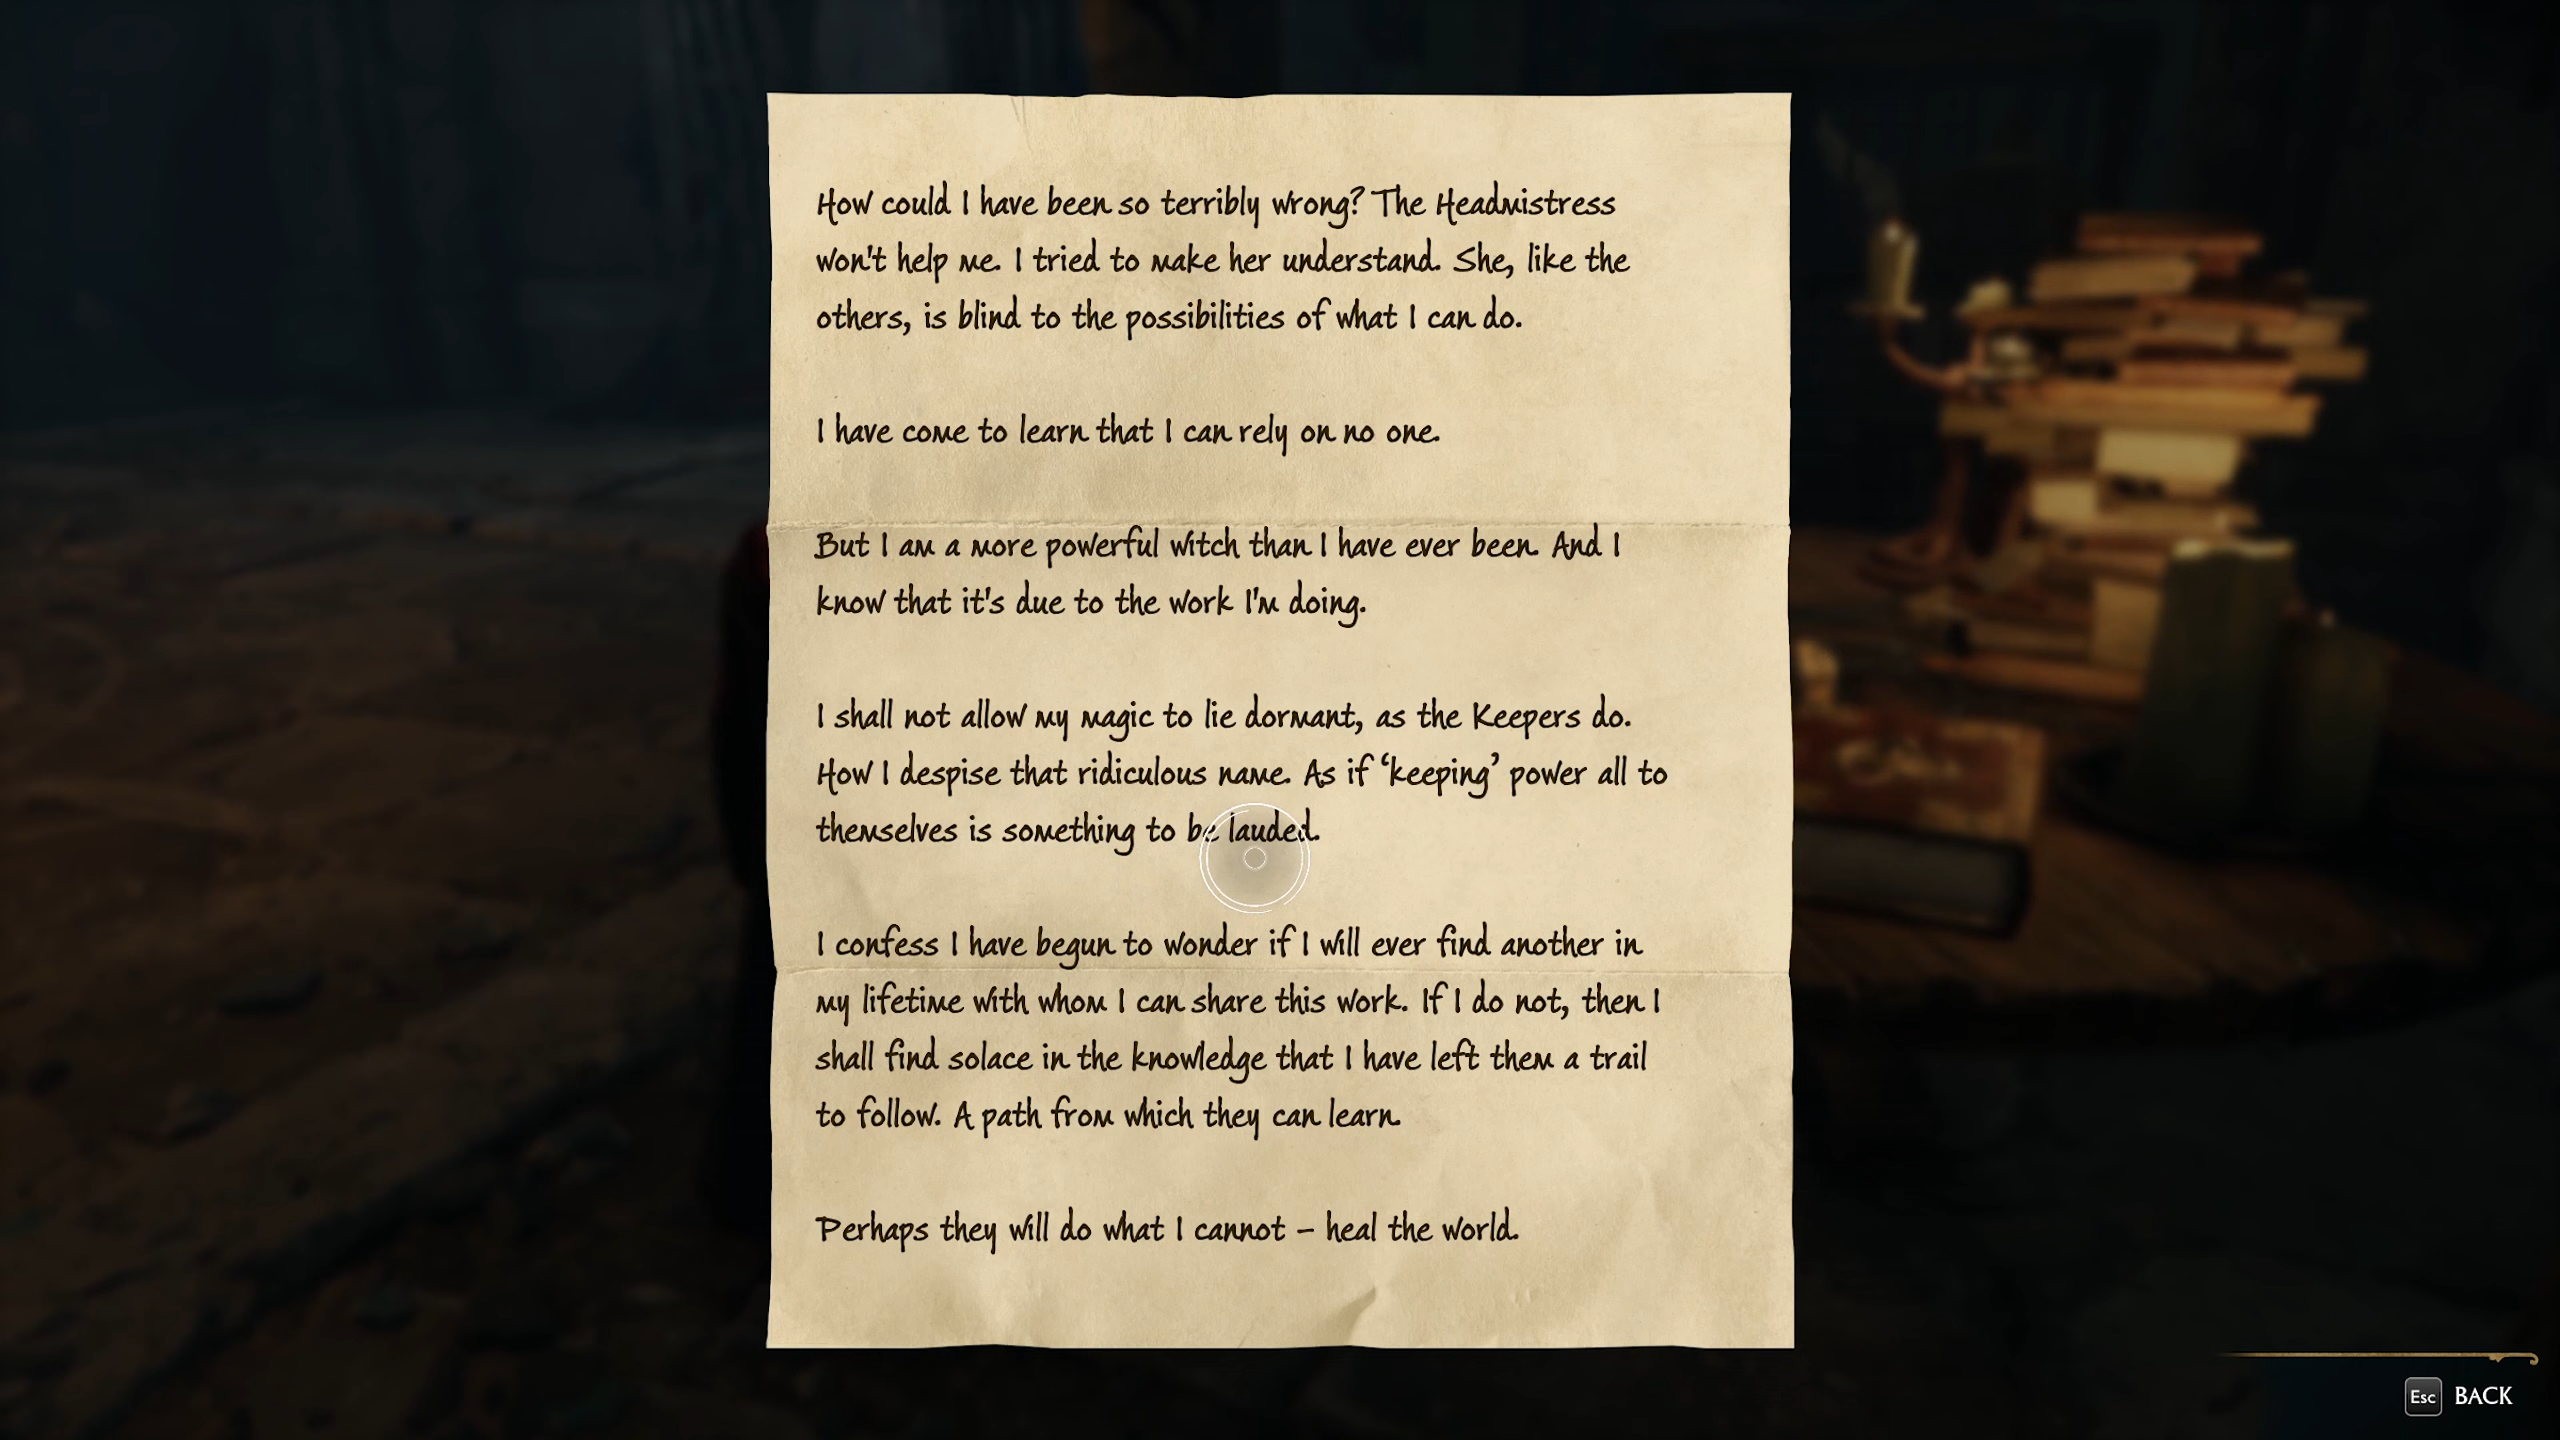 How could I have been so terribly wrong? The Headmistress
won't help me. I tried to make her understand. She, like the
others, is blind to the possibilities of what I can do.
I have come to learn that I can rely on no one.
But I am a more powerful witch than I have ever been. And I
know that it's due to the work I'm doing.
I shall not allow my magic to lie dormant, as the Keepers do.
How I despise that ridiculous name. As if ‘keeping’ power all to
themselves is something to be lauded.
I confess I have begun to wonder if I will ever find another in
my lifetime with whom I can share this work. If I do not, then I
shall find solace in the knowledge that I have left them a trail
to follow. A path from which they can learn.
Perhaps they will do what I cannot – heal the world.
Esc BACK